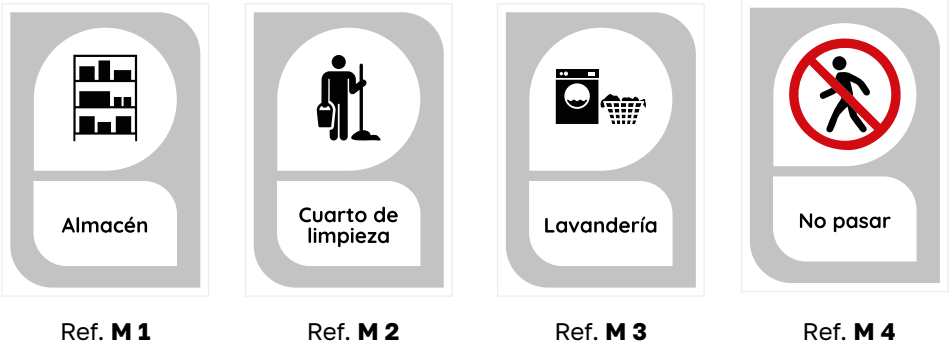 Almacén
Cuarto de
limpieza
Lavandería
No pasar
Ref. M 1
Ref. M 2
Ref. M 3
Ref. M 4